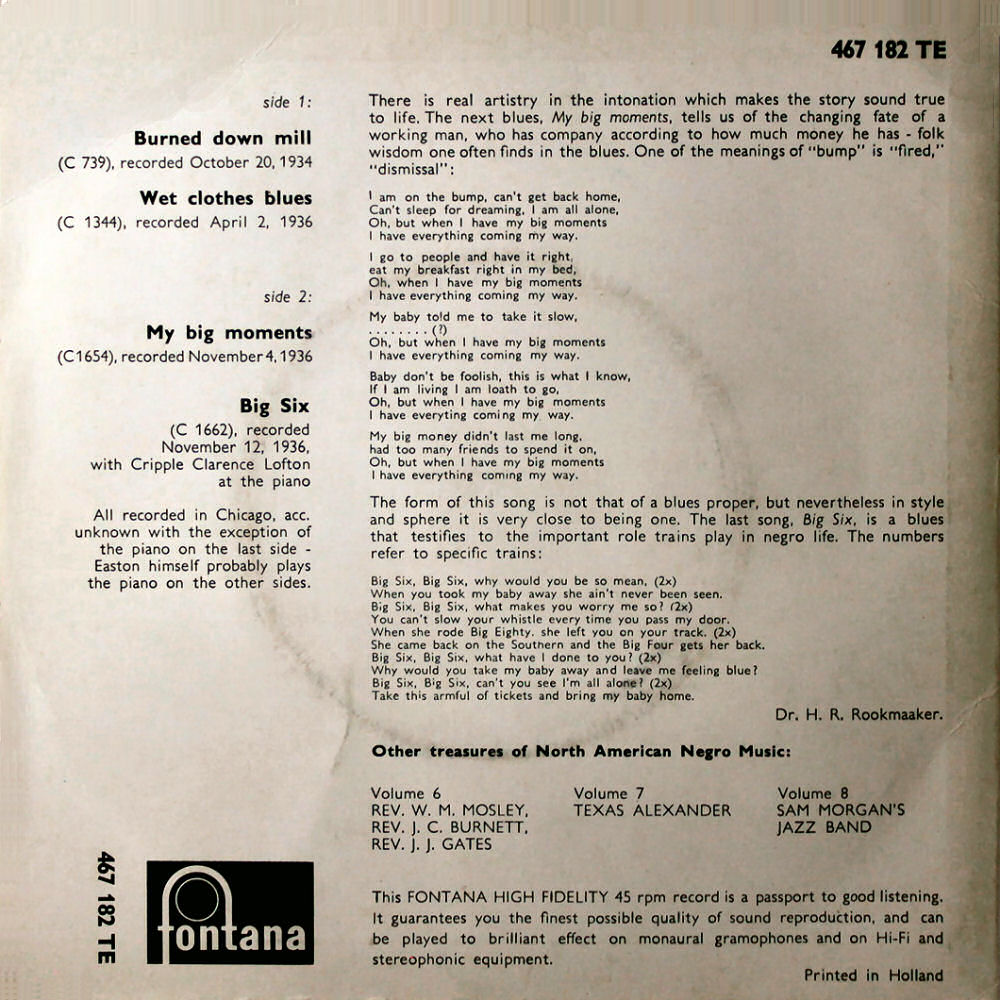 467 182 TE
side 1:
Burned down mill
(C 739), recorded October 20, 1934
Wet clothes blues
(C 1344), recorded April 2, 1936
side 2:
My big moments
(C1654), recorded November 4, 1936
Big Six
(C 1662), recorded
November 12, 1936,
with Cripple Clarence Lofton
at the piano
All recorded in Chicago, acc.
unknown with the exception of
the piano on the last side -
Easton himself probably plays
the piano on the other sides.
There is real artistry in the intonation which makes the story sound true
to life. The next blues, My big moments, tells us of the changing fate of a
working man, who has company according to how much money he has - folk
wisdom one often finds in the blues. One of the meanings of "bump" is "fired,"
"dismissal":
I am on the bump, can't get back home,
Can't sleep for dreaming, I am all alone,
Oh, but when I have my big moments
I have everything coming my way.
I go to people and have it right,
eat my breakfast right in my bed,
Oh, when I have my big moments
I have everything coming my way.
My baby told me to take it slow,
. . . . . . . . (?)
Oh, but when I have my big moments
I have everything coming my way.
Baby don't be foolish, this is what I know,
If I am living I am loath to go,
Oh, but when I have my big moments
I have everyting coming my way.
My big money didn't last me long,
had too many friends to spend it on,
Oh, but when I have my big moments
I have everything coming my way.
The form of this song is not that of a blues proper, but nevertheless in style
and sphere it is very close to being one. The last song, Big Six, is a blues
that testifies to the important role trains play in negro life. The numbers
refer to specific trains:
Big Six, Big Six, why would you be so mean, (2x)
When you took my baby away she ain't never been seen.
Big Six, Big Six, what makes you worry me so? (2x)
You can't slow your whistle every time you pass my door.
When she rode Big Eighty. she left you on your track. (2x)
She came back on the Southern and the Big Four gets her back.
Big Six, Big Six, what have I done to you? (2x)
Why would you take my baby away and leave me feeling blue?
Big Six, Big Six, can't you see I'm all alone? (2x)
Take this armful of tickets and bring my baby home.
Dr. H. R. Rookmaaker.
Other treasures of North American Negro Music:
Volume 6
REV. W. M. MOSLEY,
REV. J. C. BURNETT,
REV. J. J. GATES
Volume 7
TEXAS ALEXANDER
Volume 8
SAM MORGAN'S
JAZZ BAND
467 182 TE
fontana
This FONTANA HIGH FIDELITY 45 rpm record is a passport to good listening.
It guarantees you the finest possible quality of sound reproduction, and can
be played to brilliant effect on monaural gramophones and on Hi-Fi and
stereophonic equipment.
Printed in Holland